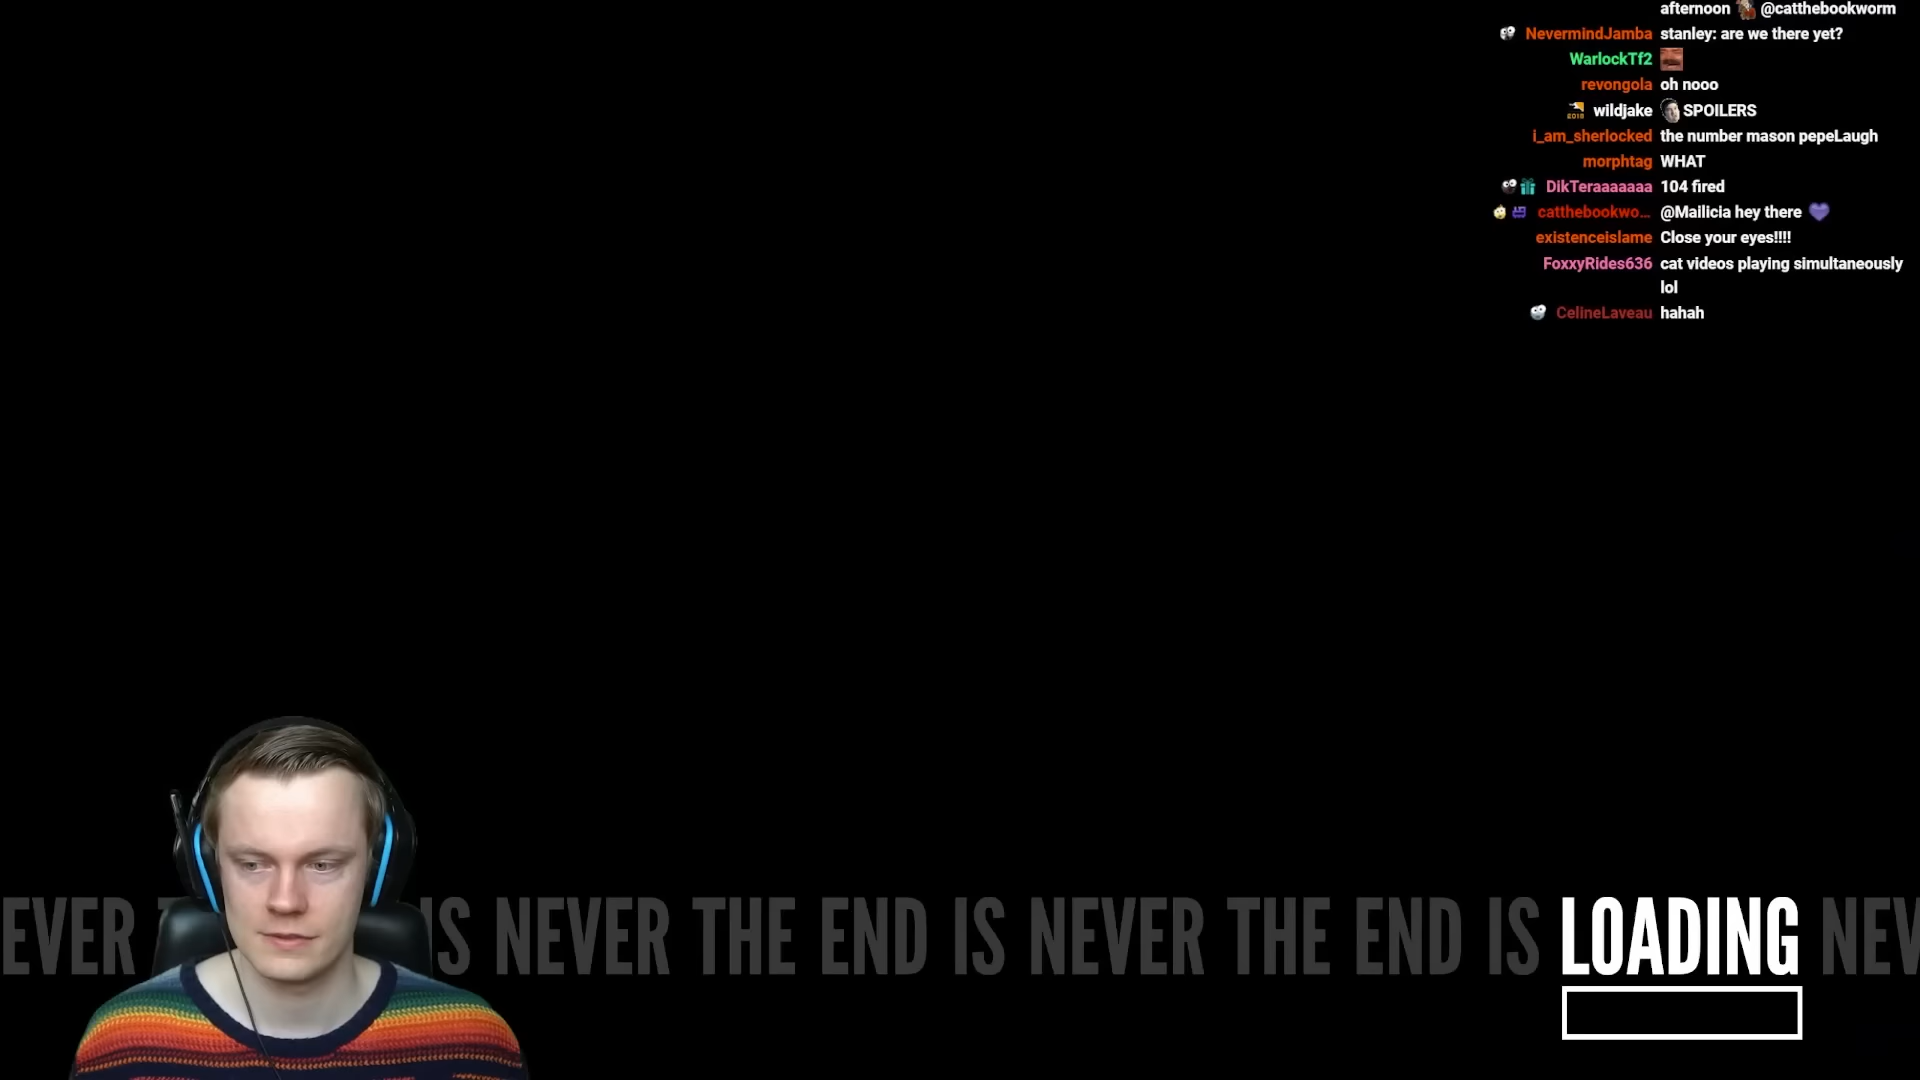 afternoon @catthebookworm
NevermindJamba stanley: are we there yet?
WarlockTf2
revongola oh nooo
wildjake SPOILERS
i_am_sherlocked the number mason pepeLaugh
morphtag WHAT
DikTeraaaaaaa 104 fired
catthebookwo... @Mailicia hey there
existenceislame Close your eyes!!!!
FoxxyRides636 cat videos playing simultaneously
lol
CelineLaveau hahah
EVER T IS NEVER THE END IS NEVER THE END IS LOADING NEV